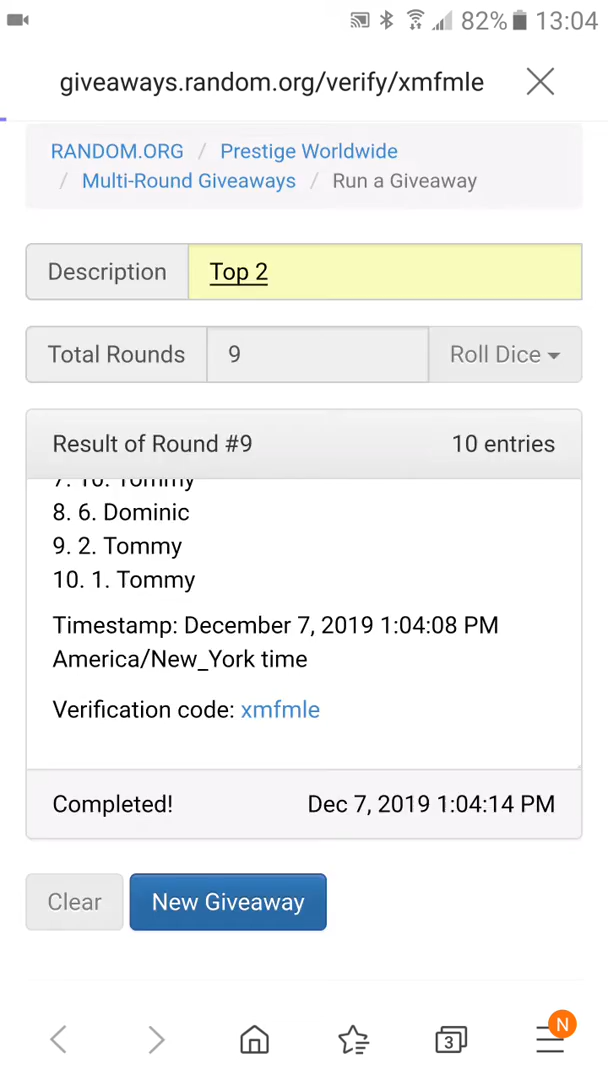 82% 13:04
giveaways.random.org/verify/xmfmle
RANDOM.ORG / Prestige Worldwide
/ Multi-Round Giveaways / Run a Giveaway
Description Top 2
Total Rounds 9 Roll Dice
Result of Round #9 10 entries
7. 10. Tommy
8. 6. Dominic
9. 2. Tommy
10. 1. Tommy
Timestamp: December 7, 2019 1:04:08 PM
America/New_York time
Verification code: xmfmle
Completed! Dec 7, 2019 1:04:14 PM
Clear New Giveaway
3 N